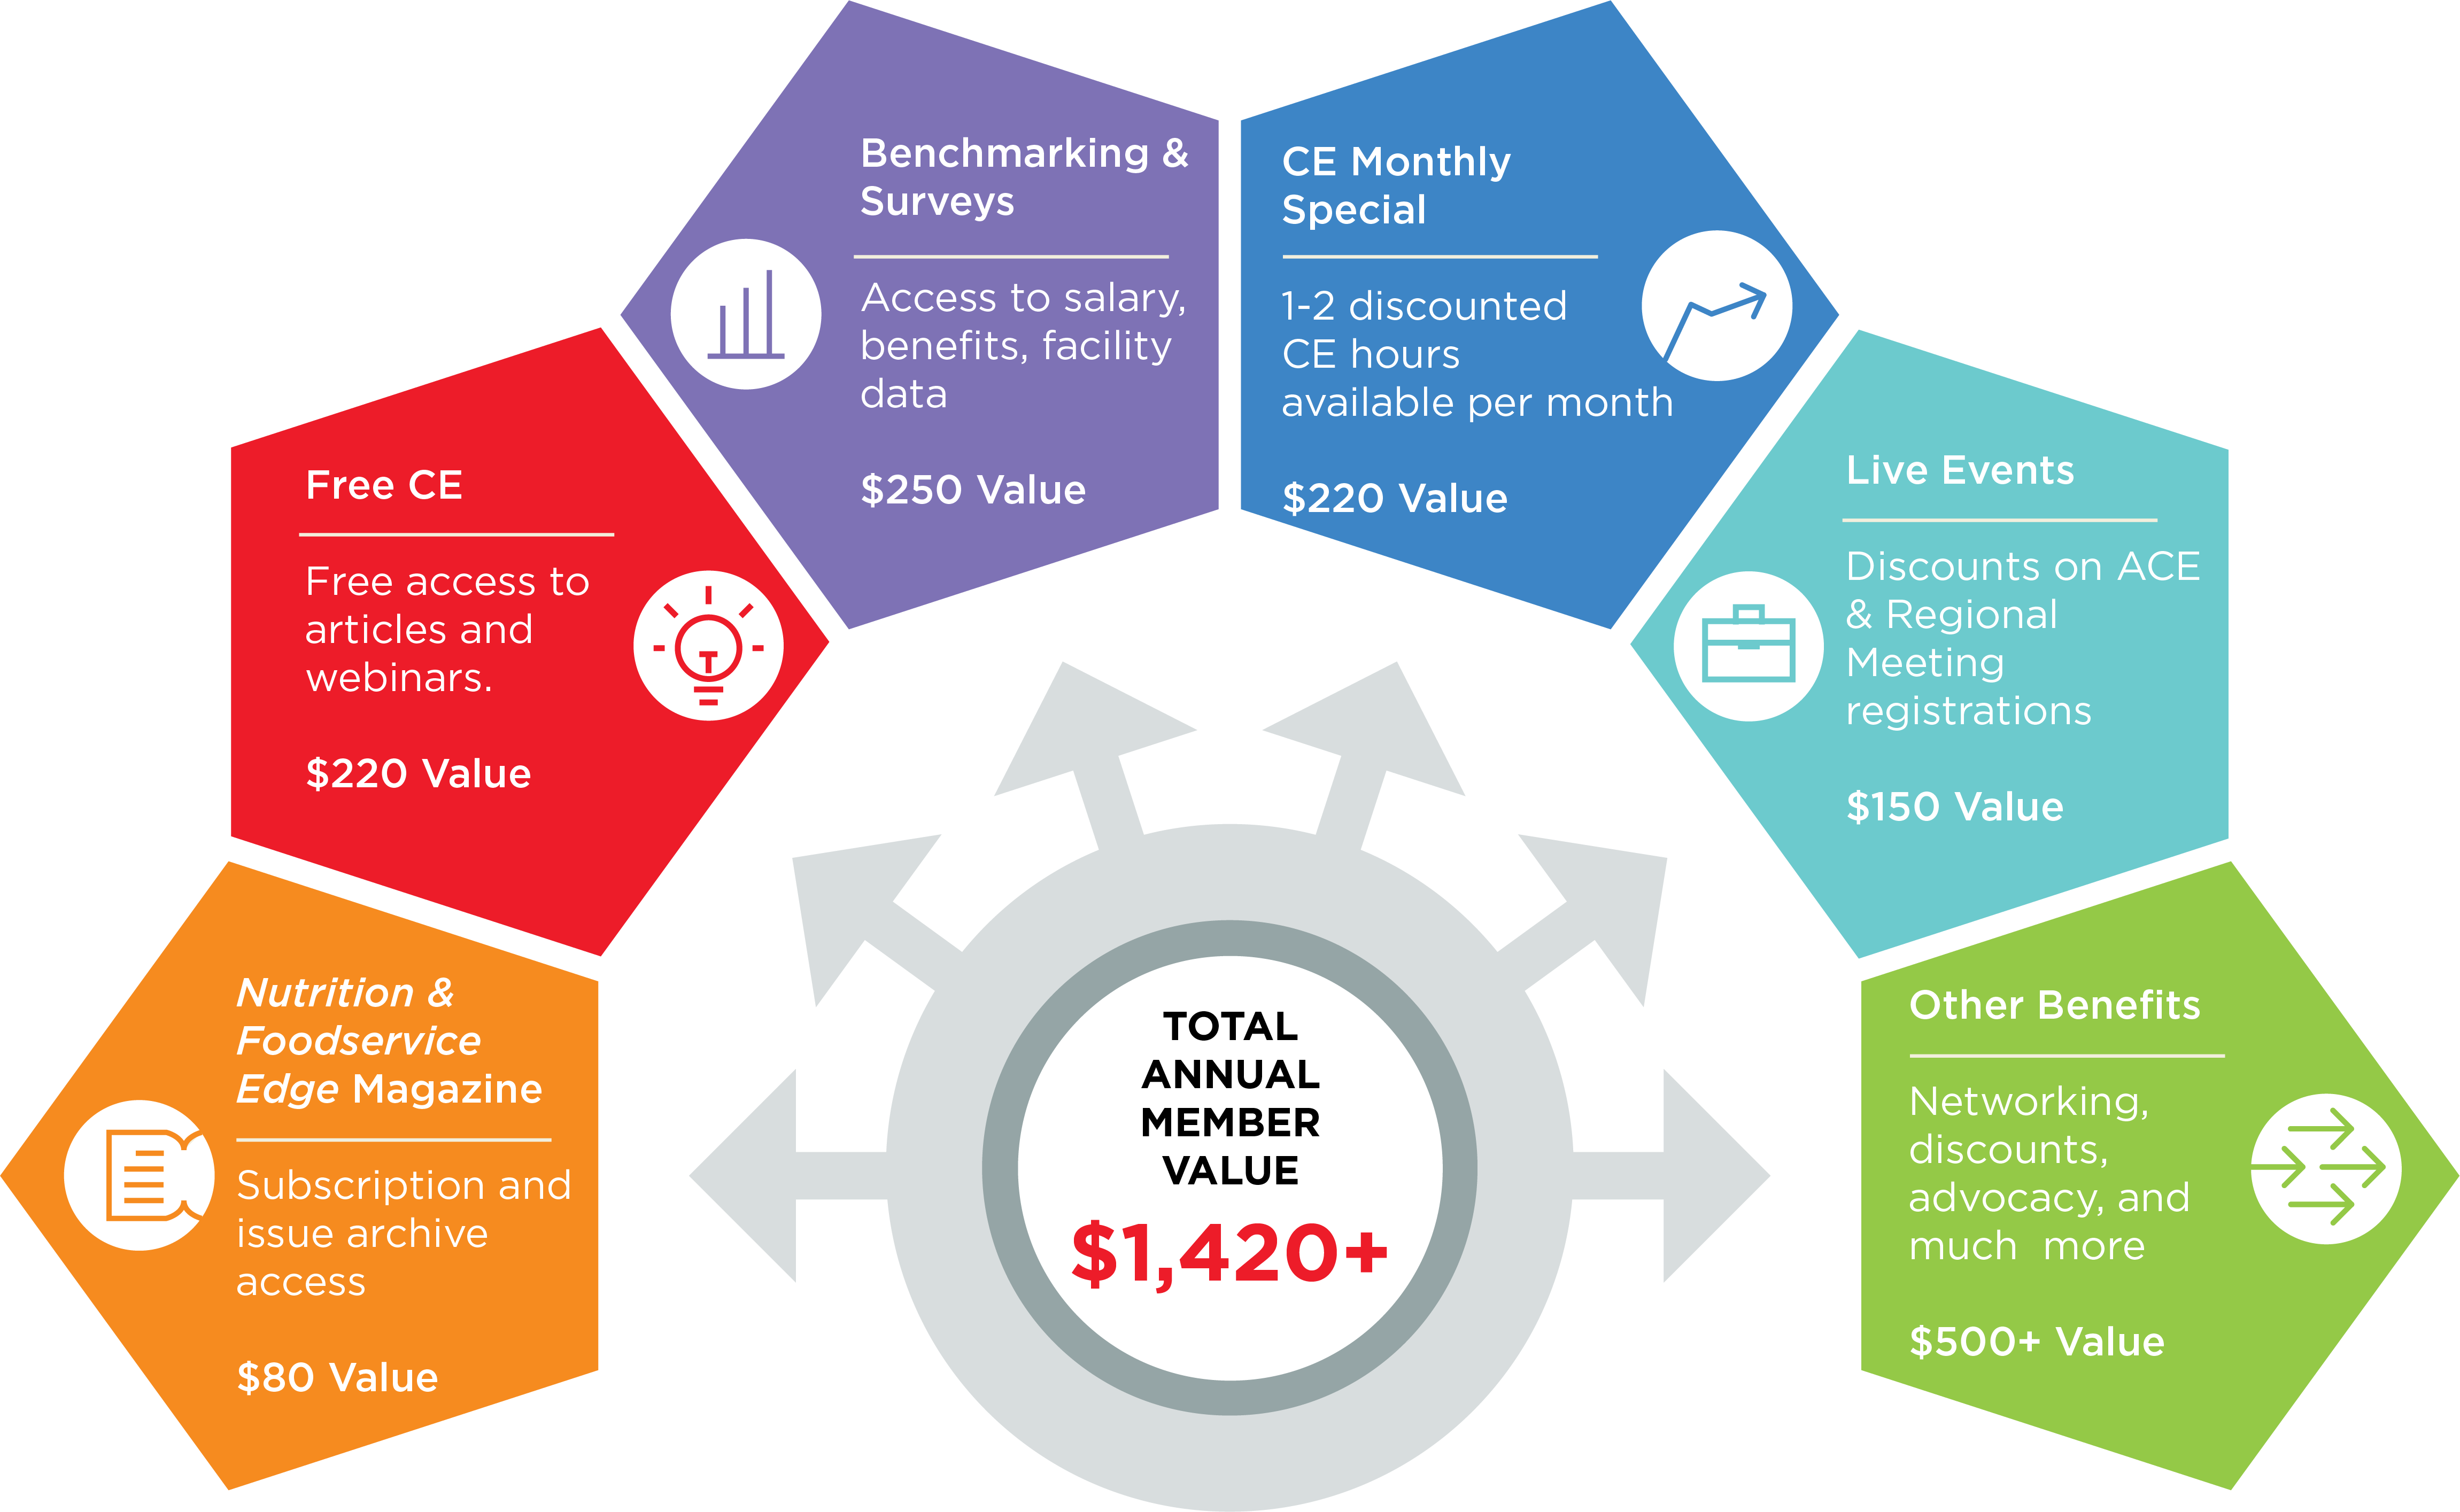 Benchmarking &
Surveys
Access to salary,
benefits, facility
data
$250 Value
CE Monthly
Special
1-2 discounted
CE hours
available per month
$220 Value
Free CE
Free access to
articles and
webinars.
$220 Value
Live Events
Discounts on ACE
& Regional
Meeting
registrations
$150 Value
Nutrition &
Foodservice
Edge Magazine
Subscription and
issue archive
access
$80 Value
TOTAL
ANNUAL
MEMBER
VALUE
$1,420+
Other Benefits
Networking,
discounts,
advocacy, and
much more
$500+ Value